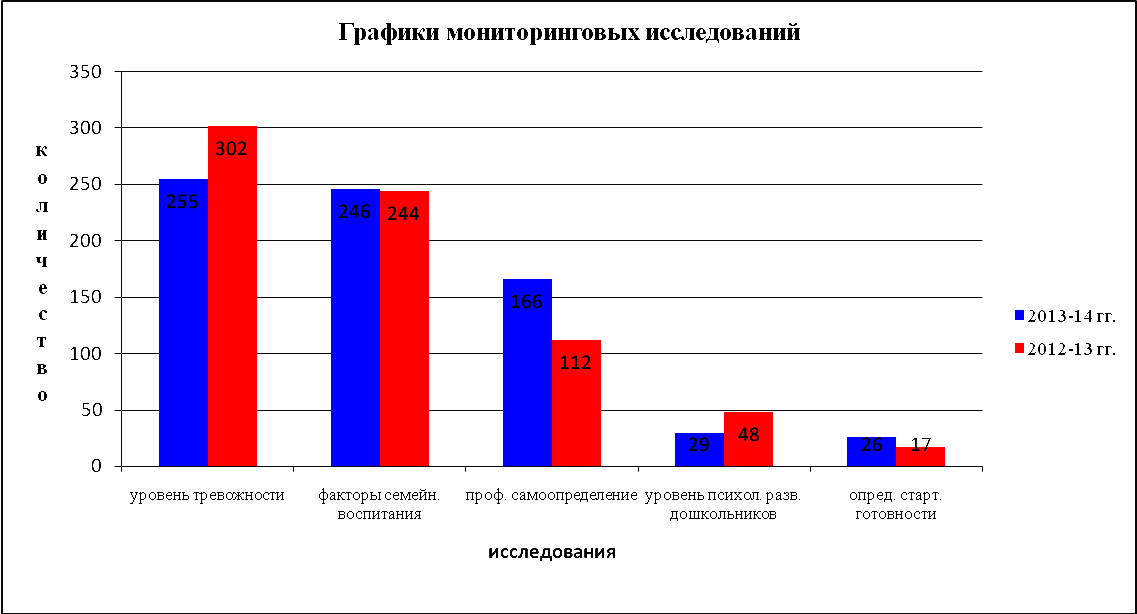 Графики мониторинговых исследований
350
300
250
200
150
100
50
0
количество
255
302
246
244
166
112
29
48
26
17
уровень тревожности
факторы семейн.
воспитания
проф. самоопределение
уровень психол. разв.
дошкольников
опред. старт.
готовности
исследования
2013-14 гг.
2012-13 гг.